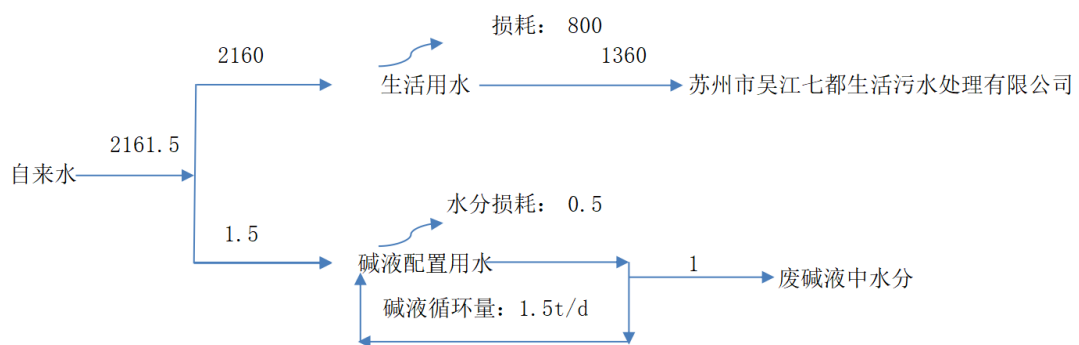 损耗： 800
2160
1360
生活用水
苏州市吴江七都生活污水处理有限公司
2161.5
自来水
水分损耗： 0.5
1.5
碱液配置用水
1
废碱液中水分
碱液循环量：1.5t/d